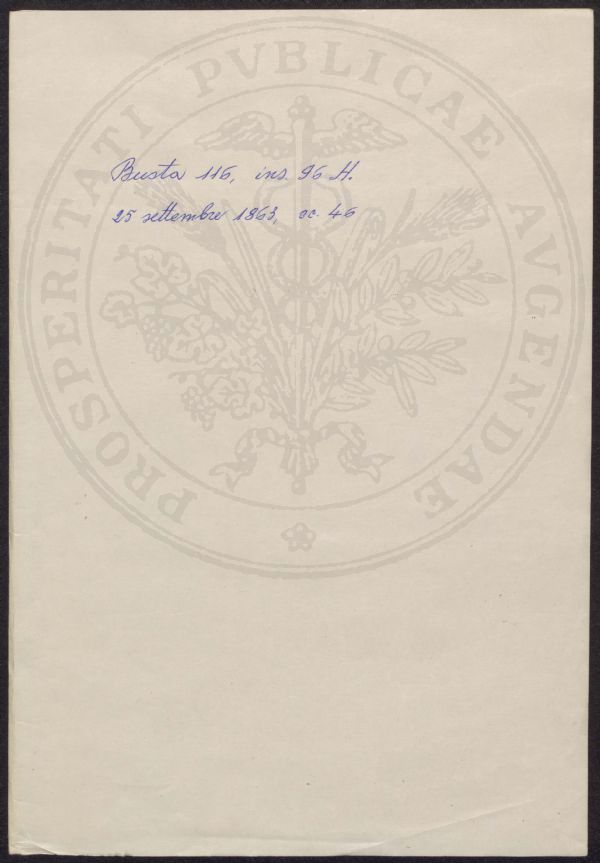 Busta 116, ins. 96 H.
25 settembre 1863, cc. 46
PROSPERITATI PVBLICAE AVGENDAE